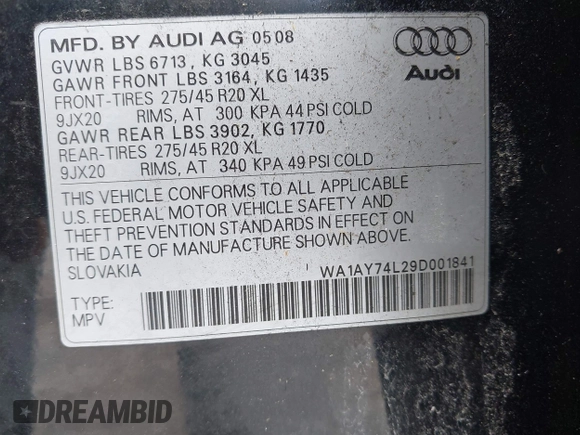 MFD. BY AUDI AG 0508
GVWR LBS 6713, KG 3045
GAWR FRONT LBS 3164, KG 1435
FRONT-TIRES 275/45 R20 XL
9JX20 RIMS, AT 300 KPA 44 PSI COLD
GAWR REAR LBS 3902, KG 1770
REAR-TIRES 275/45 R20 XL
9JX20 RIMS, AT 340 KPA 49 PSI COLD
Audi
THIS VEHICLE CONFORMS TO ALL APPLICABLE
U.S. FEDERAL MOTOR VEHICLE SAFETY AND
THEFT PREVENTION STANDARDS IN EFFECT ON
THE DATE OF MANUFACTURE SHOWN ABOVE.
SLOVAKIA WA1AY74L29D001841
TYPE:
MPV
DREAMBID